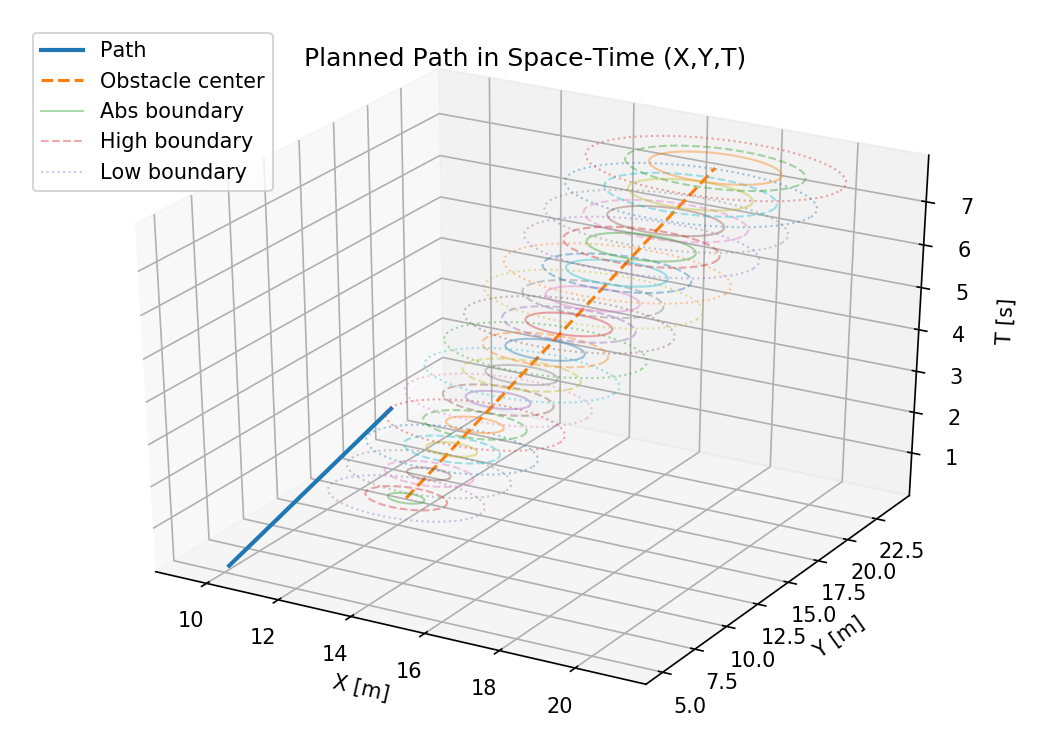 Planned Path in Space-Time (X,Y,T)
Path
Obstacle center
Abs boundary
High boundary
Low boundary
7
6
5
4
3
2
1
T [s]
10
12
14
16
18
20
X [m]
22.5
20.0
17.5
15.0
12.5
10.0
7.5
5.0
Y [m]